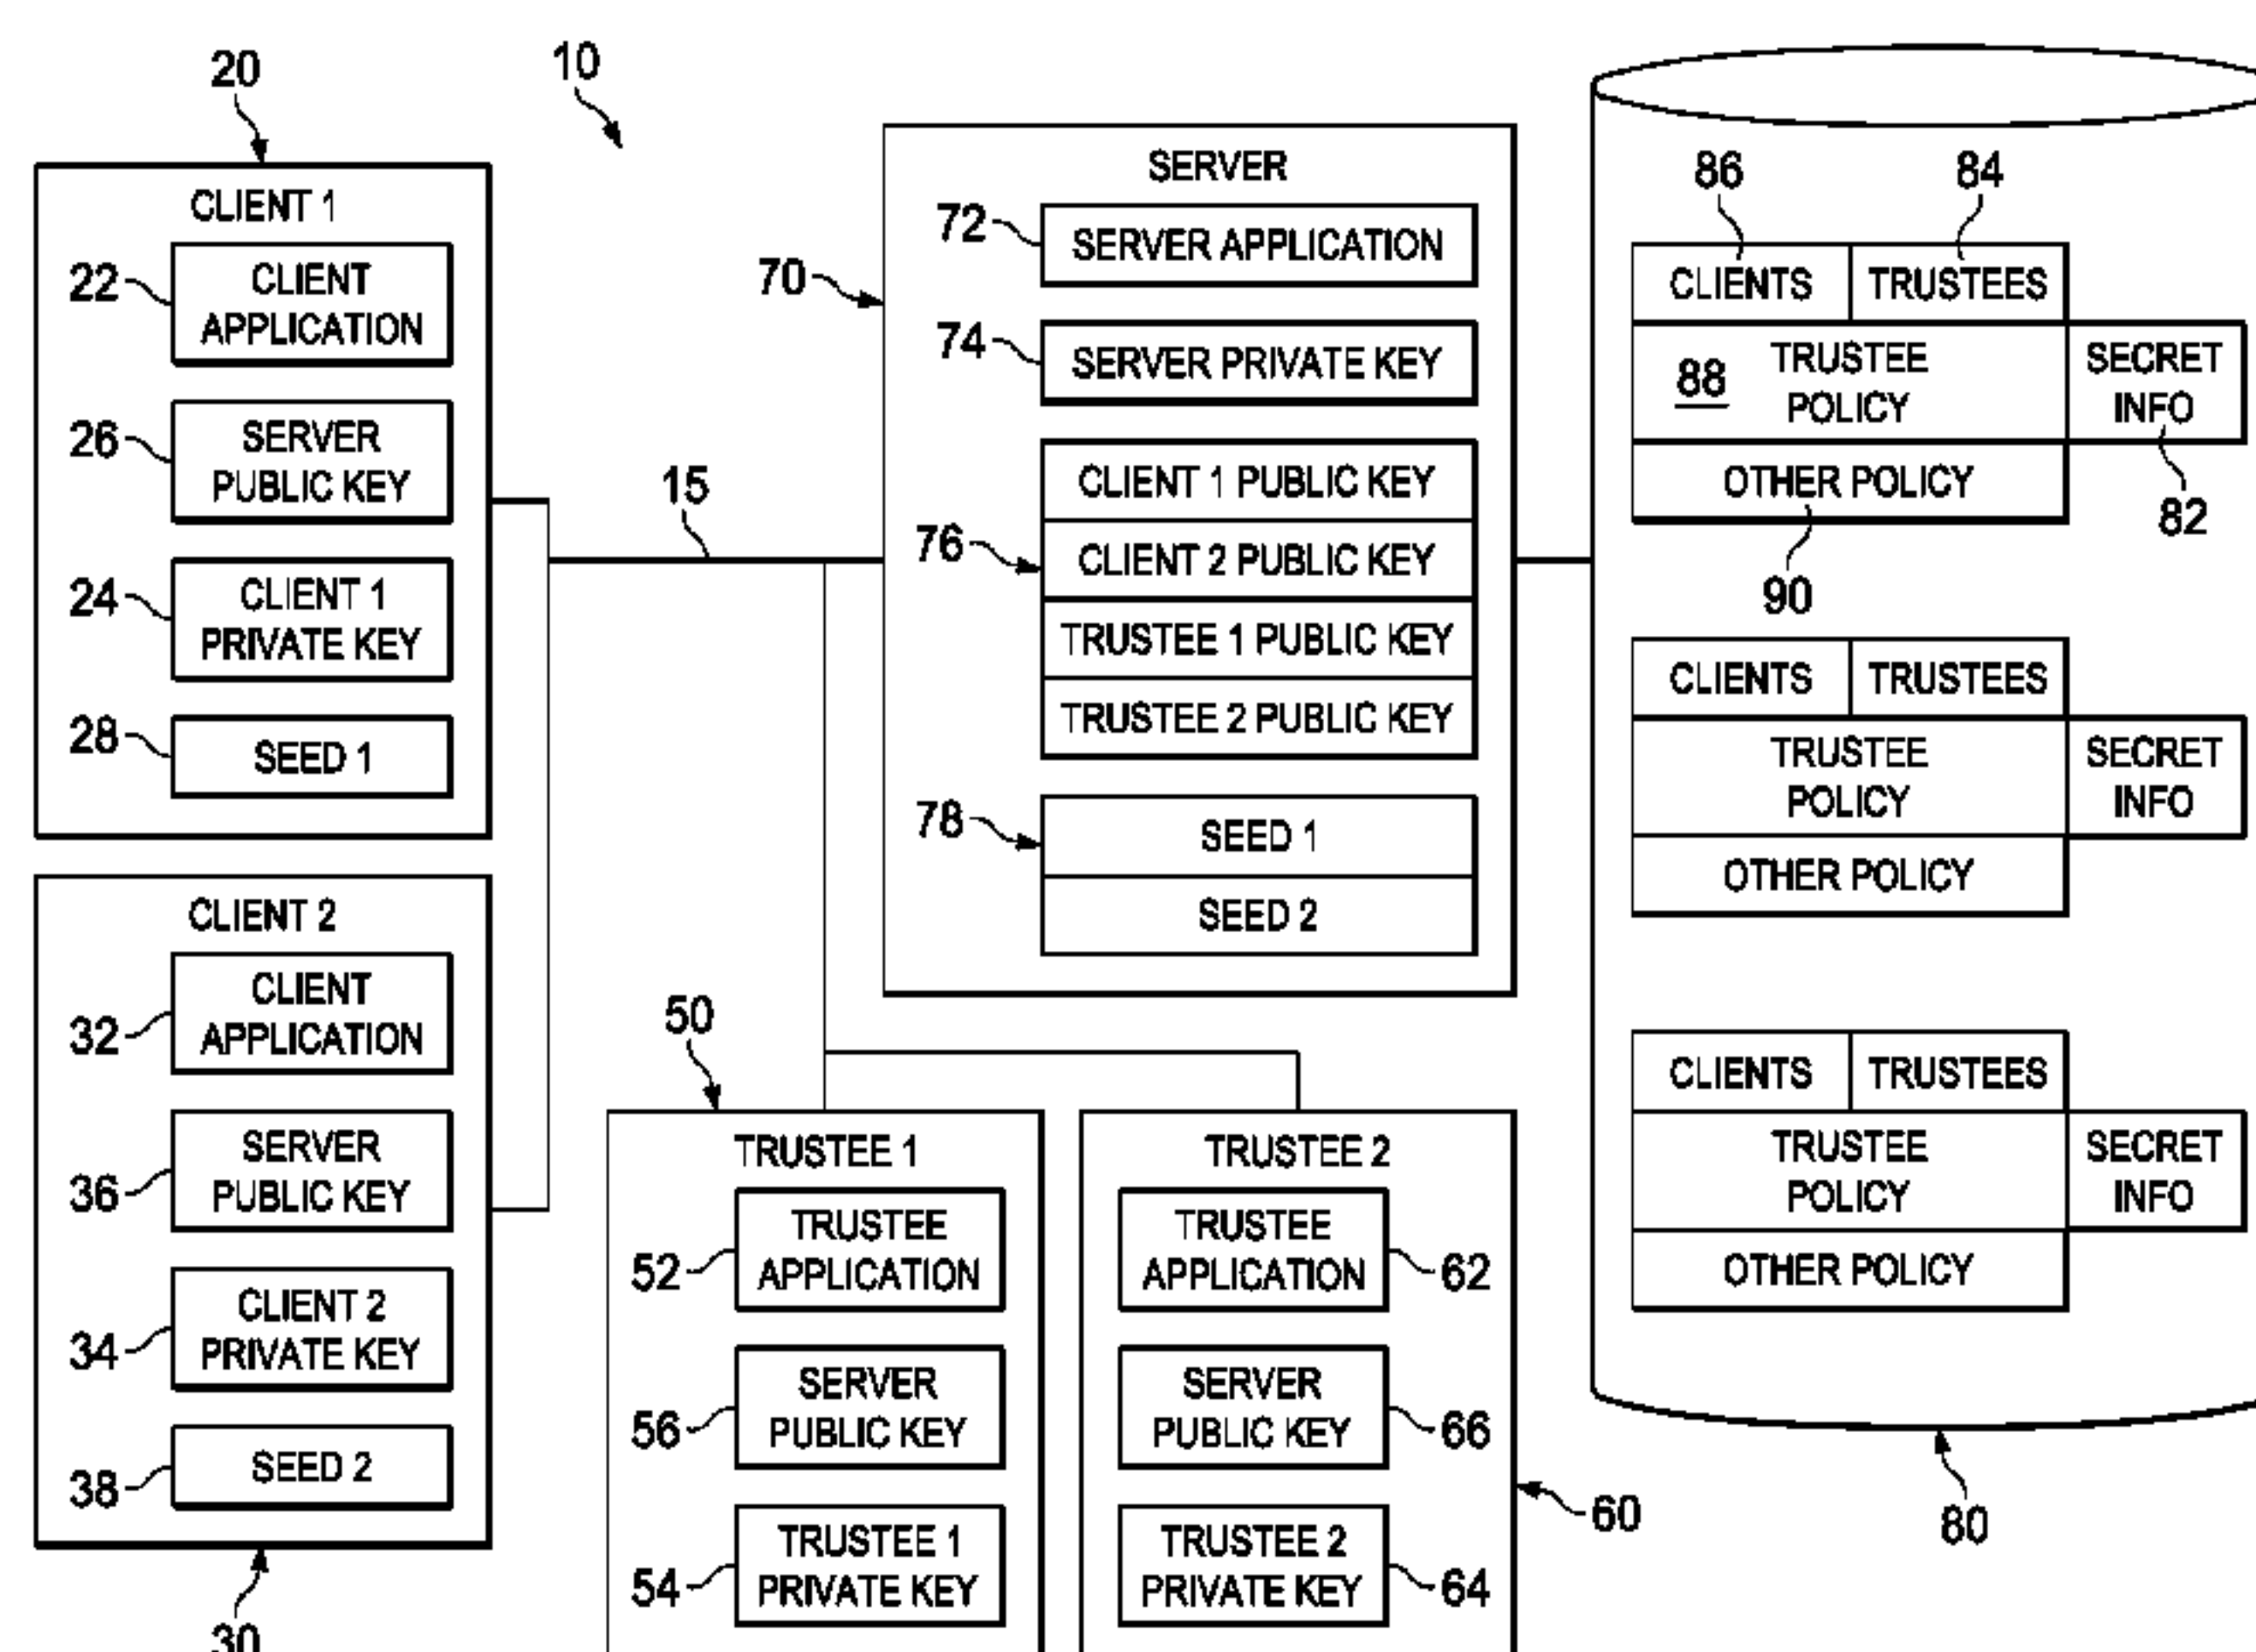 20
10
CLIENT 1
22
CLIENT
APPLICATION
26
SERVER
PUBLIC KEY
24
CLIENT 1
PRIVATE KEY
28
SEED 1
CLIENT 2
32
CLIENT
APPLICATION
36
SERVER
PUBLIC KEY
34
CLIENT 2
PRIVATE KEY
38
SEED 2
30
15
SERVER
70
72
SERVER APPLICATION
74
SERVER PRIVATE KEY
76
CLIENT 1 PUBLIC KEY
CLIENT 2 PUBLIC KEY
TRUSTEE 1 PUBLIC KEY
TRUSTEE 2 PUBLIC KEY
78
SEED 1
SEED 2
50
TRUSTEE 1
52
TRUSTEE
APPLICATION
56
SERVER
PUBLIC KEY
54
TRUSTEE 1
PRIVATE KEY
TRUSTEE 2
TRUSTEE
APPLICATION
62
SERVER
PUBLIC KEY
66
TRUSTEE 2
PRIVATE KEY
64
60
86
84
CLIENTS
TRUSTEES
88
TRUSTEE
POLICY
SECRET
INFO
OTHER POLICY
82
90
CLIENTS
TRUSTEES
TRUSTEE
POLICY
SECRET
INFO
OTHER POLICY
CLIENTS
TRUSTEES
TRUSTEE
POLICY
SECRET
INFO
OTHER POLICY
80